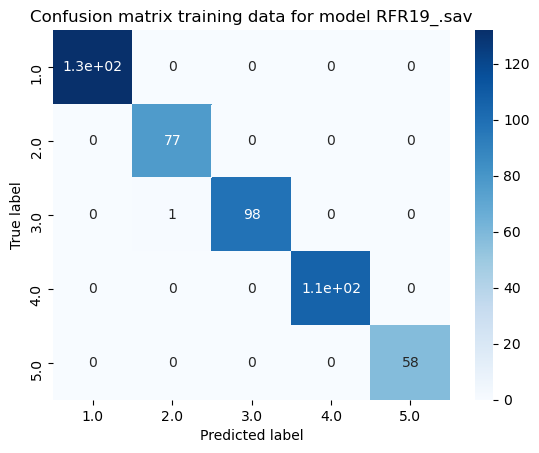 Confusion matrix training data for model RFR19_.sav
1.0 1.3e+02 0 0 0 0
2.0 0 77 0 0 0
3.0 0 1 98 0 0
4.0 0 0 0 1.1e+02 0
5.0 0 0 0 0 58
1.0 2.0 3.0 4.0 5.0
Predicted label
True label
120
100
80
60
40
20
0